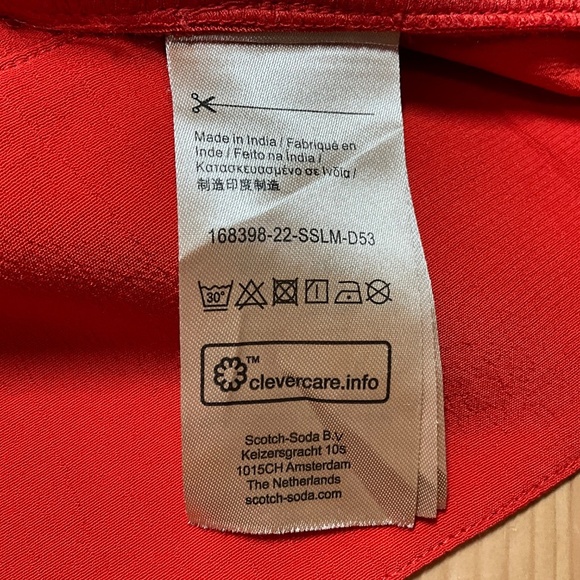 Made in India / Fabriqué en
Inde / Feito na Índia /
Κατασκευασμένο σε Ινδία /
制造印度制造
168398-22-SSLM-D53
30°
™
clevercare.info
Scotch-Soda B.V
Keizersgracht 10s
1015CH Amsterdam
The Netherlands
scotch-soda.com